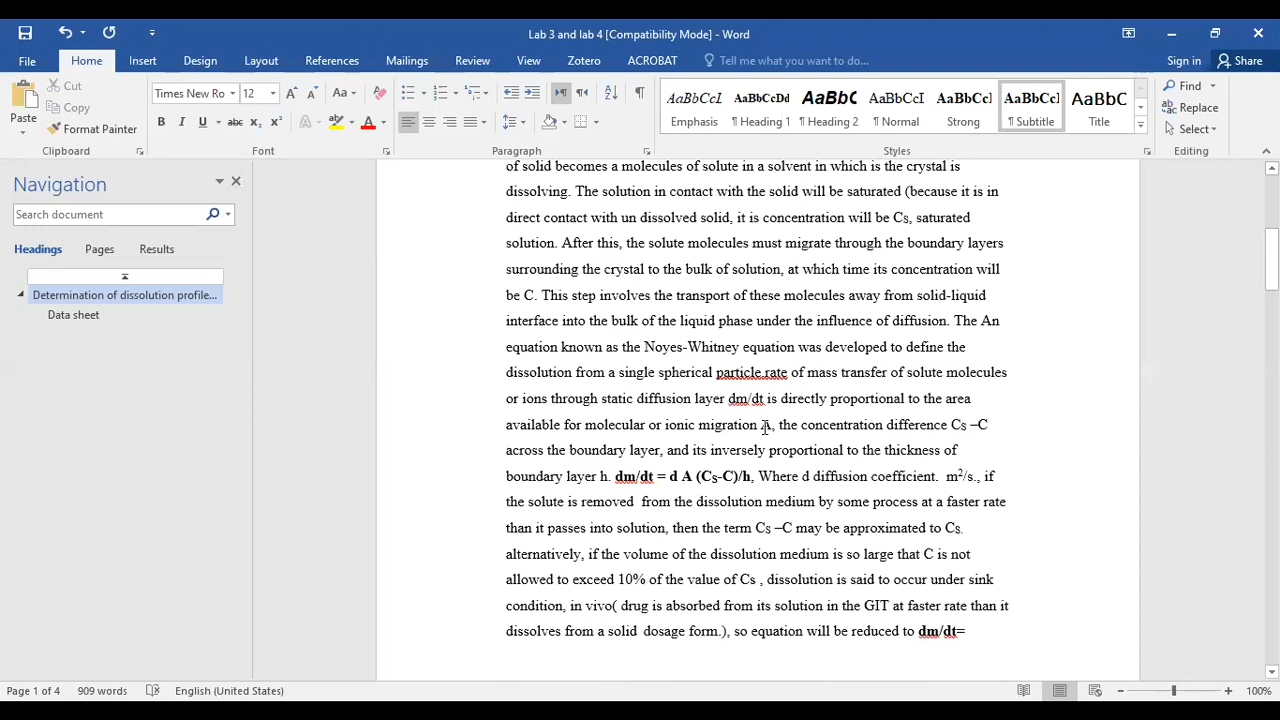 Lab 3 and lab 4 [Compatibility Mode] - Word
File Home Insert Design Layout References Mailings Review View Zotero ACROBAT Tell me what you want to do... Sign in Share
Paste
Cut
Copy
Format Painter
Clipboard
Times New Ro 12
Font
Paragraph
AaBbCcI AaBbCcDd AaBbC AaBbCcI AaBbCcI AaBbCcI AaBbC
Emphasis ¶ Heading 1 ¶ Heading 2 ¶ Normal Strong ¶ Subtitle Title
Styles
Find
Replace
Select
Editing
Navigation
Search document
Headings Pages Results
Determination of dissolution profile...
Data sheet
of solid becomes a molecules of solute in a solvent in which is the crystal is
dissolving. The solution in contact with the solid will be saturated (because it is in
direct contact with un dissolved solid, it is concentration will be CS, saturated
solution. After this, the solute molecules must migrate through the boundary layers
surrounding the crystal to the bulk of solution, at which time its concentration will
be C. This step involves the transport of these molecules away from solid-liquid
interface into the bulk of the liquid phase under the influence of diffusion. The An
equation known as the Noyes-Whitney equation was developed to define the
dissolution from a single spherical particle.rate of mass transfer of solute molecules
or ions through static diffusion layer dm/dt is directly proportional to the area
available for molecular or ionic migration A, the concentration difference CS –C
across the boundary layer, and its inversely proportional to the thickness of
boundary layer h. dm/dt = d A (CS-C)/h, Where d diffusion coefficient. m²/s., if
the solute is removed from the dissolution medium by some process at a faster rate
than it passes into solution, then the term CS –C may be approximated to CS.
alternatively, if the volume of the dissolution medium is so large that C is not
allowed to exceed 10% of the value of Cs , dissolution is said to occur under sink
condition, in vivo( drug is absorbed from its solution in the GIT at faster rate than it
dissolves from a solid dosage form.), so equation will be reduced to dm/dt=
Page 1 of 4 909 words English (United States) 100%